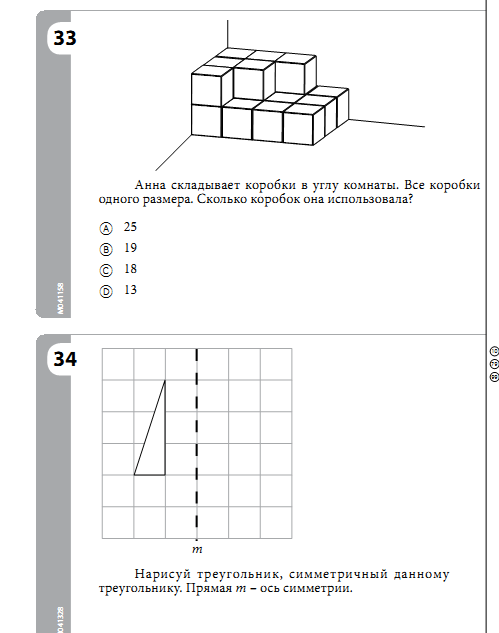 33
Анна складывает коробки в углу комнаты. Все коробки
одного размера. Сколько коробок она использовала?
A 25
B 19
C 18
D 13
M041158
34
m
Нарисуй треугольник, симметричный данному
треугольнику. Прямая m – ось симметрии.